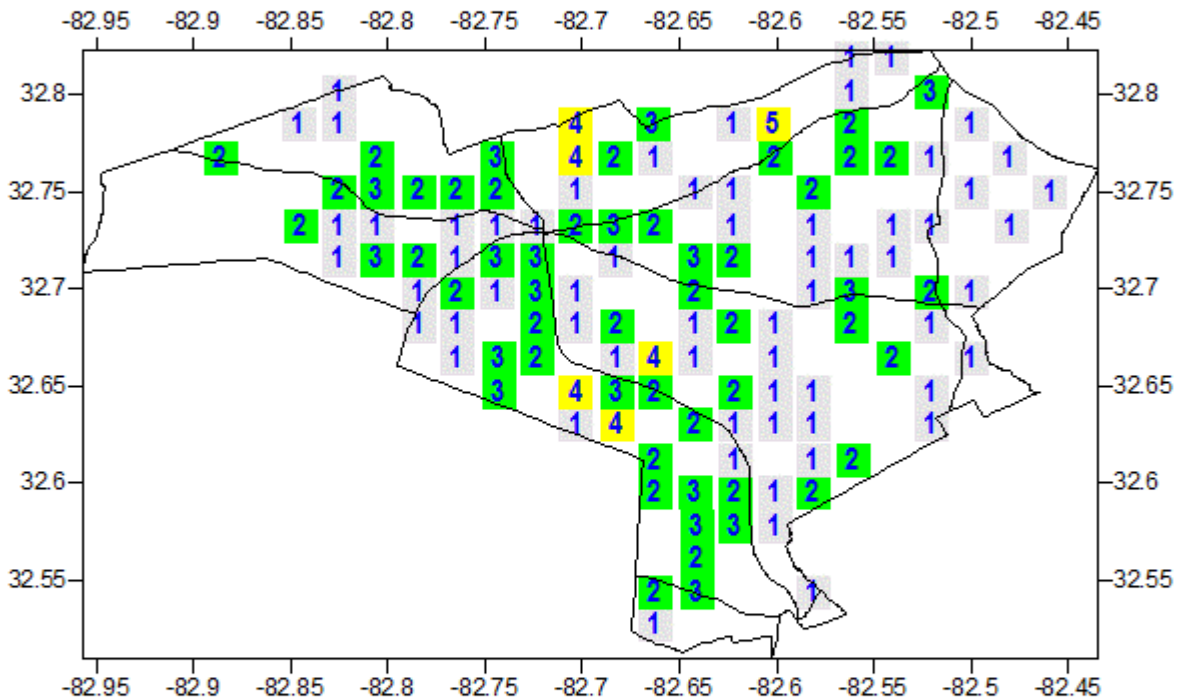 -82.95 -82.9 -82.85 -82.8 -82.75 -82.7 -82.65 -82.6 -82.55 -82.5 -82.45
1 1
32.8 1 1 3 32.8
1 1 4 3 1 5 2 1
2 2 3 4 2 1 2 2 2 1 1
32.75 2 3 2 2 2 1 1 1 2 1 1 32.75
2 1 1 1 1 1 2 3 2 1 1 1 1 1
1 3 2 1 3 3 1 3 2 1 1 1
32.7 1 2 1 3 1 2 1 3 2 1 32.7
1 1 2 1 2 1 2 1 2 1
1 3 2 1 4 1 1 2 1
32.65 3 4 3 2 2 1 1 1 32.65
1 4 2 1 1 1 1
2 1 1 2
32.6 2 3 2 1 2 32.6
3 3 1
2
32.55 2 3 1 32.55
1
-82.95 -82.9 -82.85 -82.8 -82.75 -82.7 -82.65 -82.6 -82.55 -82.5 -82.45